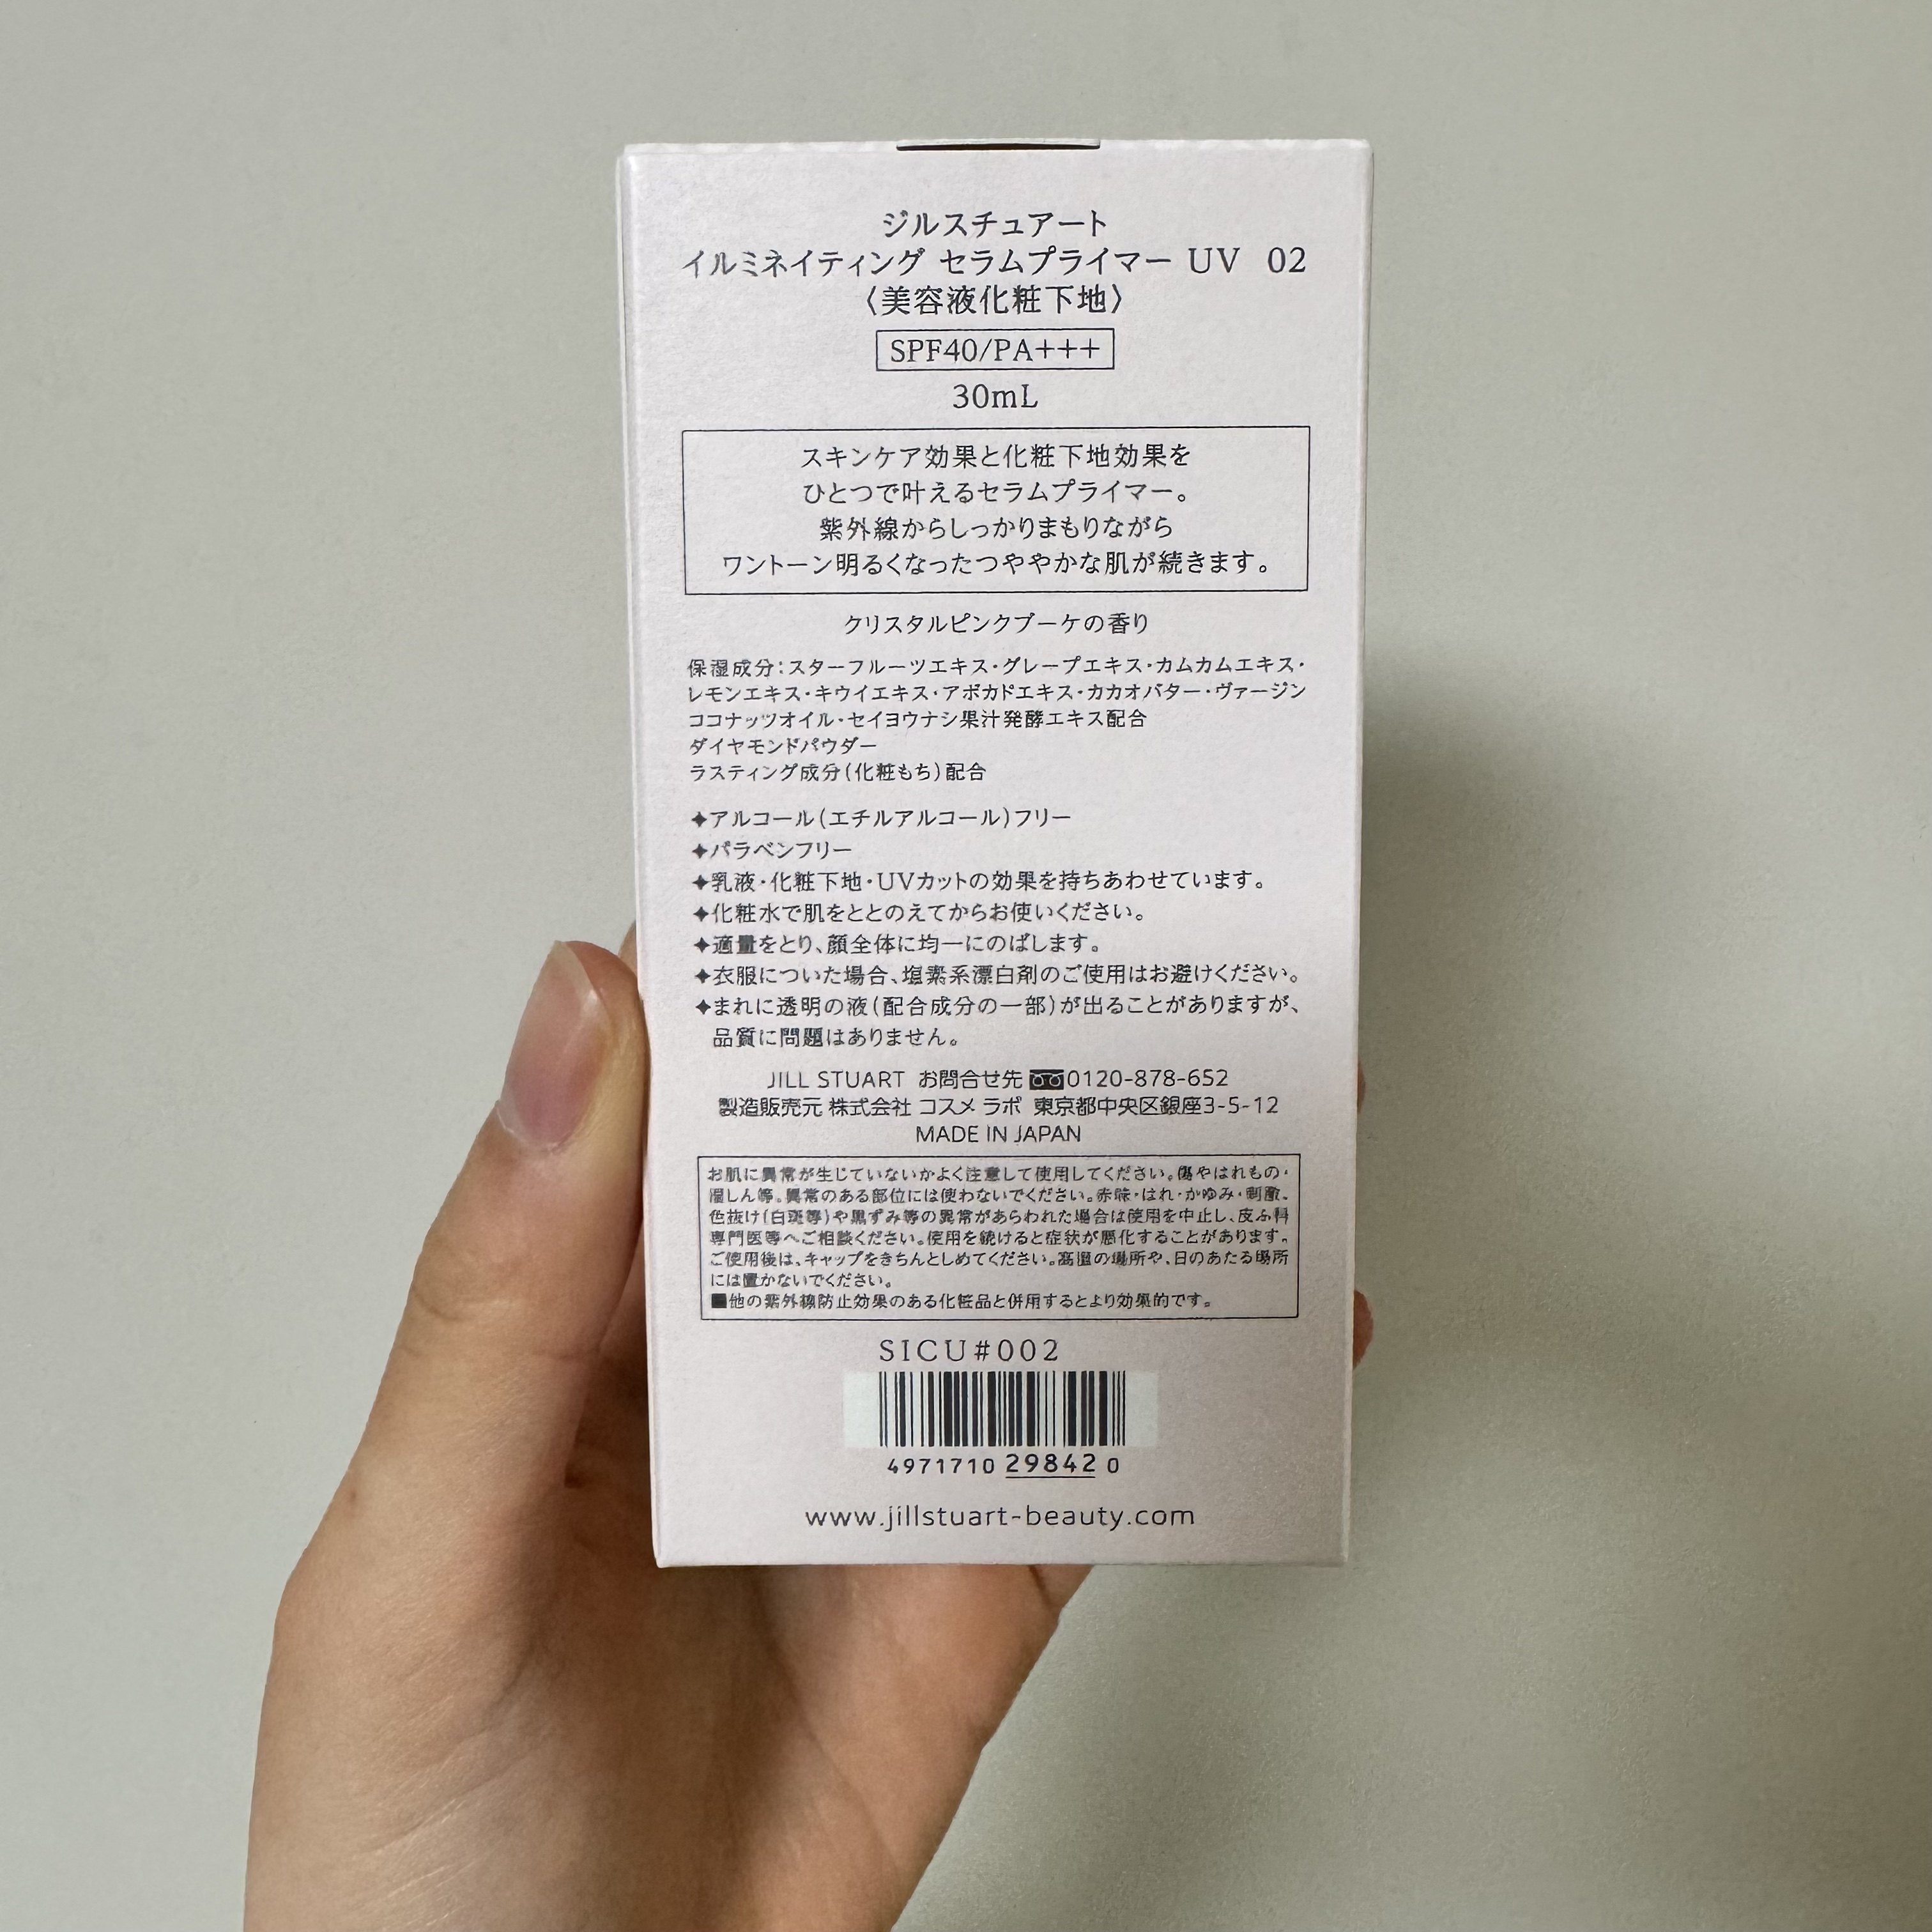 ジルスチュアート
イルミネイティング セラムプライマー UV 02
〈美容液化粧下地〉
SPF40/PA+++
30mL
スキンケア効果と化粧下地効果を
ひとつで叶えるセラムプライマー。
紫外線からしっかりまもりながら
ワントーン明るくなったつややかな肌が続きます。
クリスタルピンクブーケの香り
保湿成分:スターフルーツエキス・グレープエキス・カムカムエキス・
レモンエキス・キウイエキス・アボカドエキス・カカオバター・ヴァージン
ココナッツオイル・セイヨウナシ果汁発酵エキス配合
ダイヤモンドパウダー
ラスティング成分(化粧もち)配合
✦アルコール(エチルアルコール)フリー
✦パラベンフリー
✦乳液・化粧下地・UVカットの効果を持ちあわせています。
✦化粧水で肌をととのえてからお使いください。
✦適量をとり、顔全体に均一にのばします。
✦衣服についた場合、塩素系漂白剤のご使用はお避けください。
✦まれに透明の液(配合成分の一部)が出ることがありますが、
品質に問題はありません。
JILL STUART お問合せ先 0120-878-652
製造販売元 株式会社 コスメ ラボ 東京都中央区銀座3-5-12
MADE IN JAPAN
お肌に異常が生じていないかよく注意して使用してください。傷やはれもの・
湿しん等、異常のある部位には使わないでください。赤味・はれ・かゆみ・刺激、
色抜け(白斑等)や黒ずみ等の異常があらわれた場合は使用を中止し、皮ふ科
専門医等へご相談ください。使用を続けると症状が悪化することがあります。
ご使用後は、キャップをきちんとしめてください。高温の場所や、日のあたる場所
には置かないでください。
■他の紫外線防止効果のある化粧品と併用するとより効果的です。
SICU#002
4971710 29842 0
www.jillstuart-beauty.com